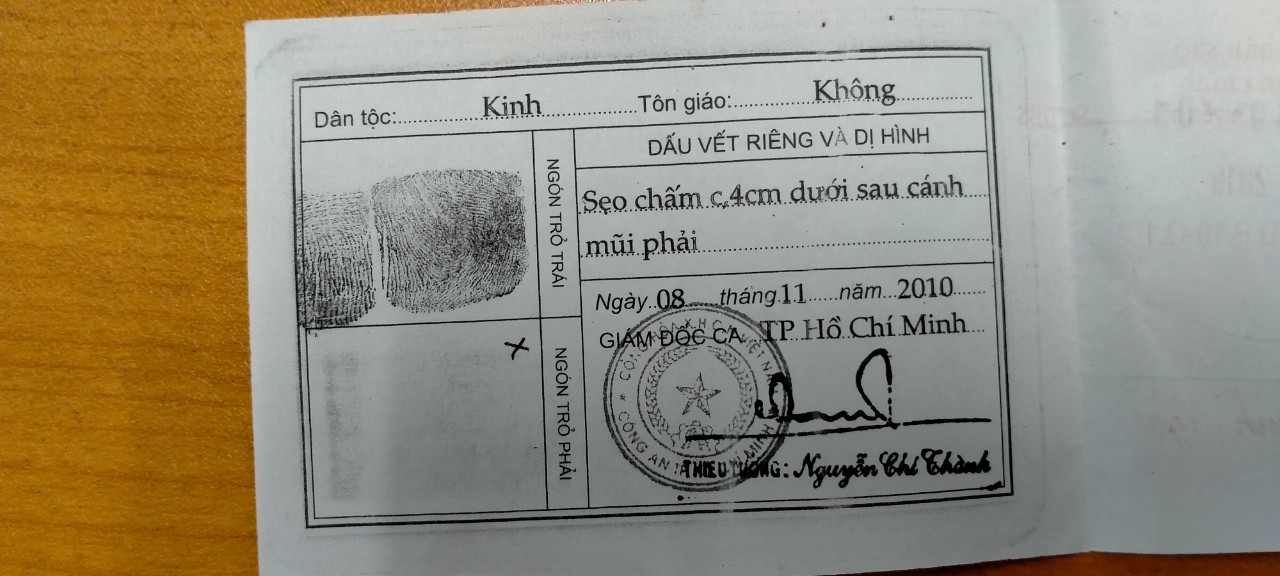 Dân tộc: Kinh Tôn giáo: Không
DẤU VẾT RIÊNG VÀ DỊ HÌNH
NGÓN TRỎ TRÁI
Sẹo chấm c.4cm dưới sau cánh
mũi phải
Ngày 08 tháng 11 năm 2010
GIÁM ĐỐC CA TP Hồ Chí Minh
NGÓN TRỎ PHẢI
CÔNG AN
THIẾU TƯỚNG: Nguyễn Chí Thành